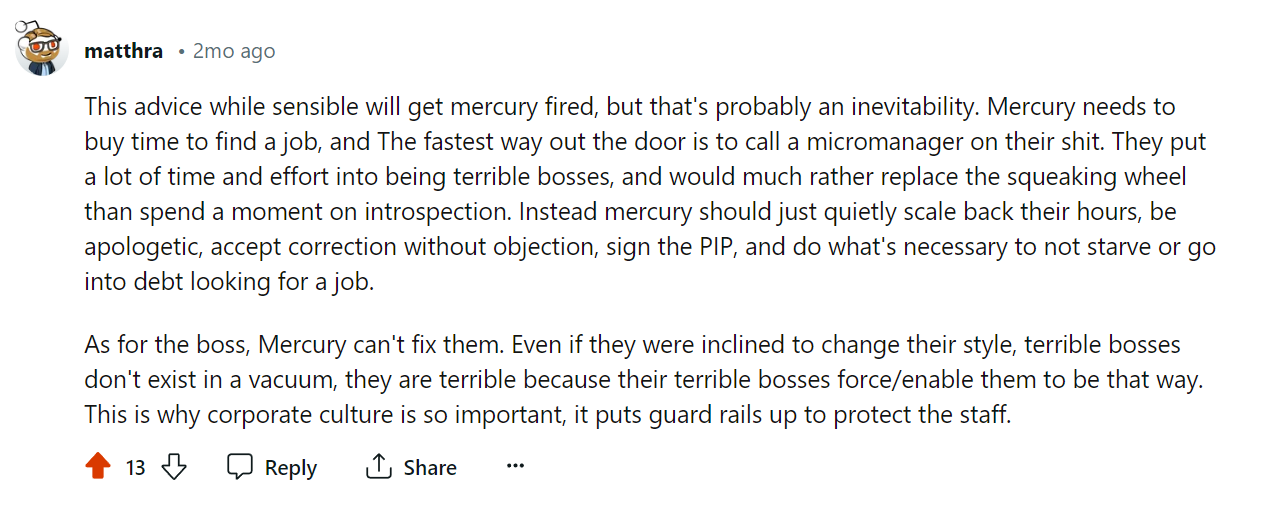 matthra • 2mo ago
This advice while sensible will get mercury fired, but that's probably an inevitability. Mercury needs to
buy time to find a job, and The fastest way out the door is to call a micromanager on their shit. They put
a lot of time and effort into being terrible bosses, and would much rather replace the squeaking wheel
than spend a moment on introspection. Instead mercury should just quietly scale back their hours, be
apologetic, accept correction without objection, sign the PIP, and do what's necessary to not starve or go
into debt looking for a job.
As for the boss, Mercury can't fix them. Even if they were inclined to change their style, terrible bosses
don't exist in a vacuum, they are terrible because their terrible bosses force/enable them to be that way.
This is why corporate culture is so important, it puts guard rails up to protect the staff.
13 Reply Share ...